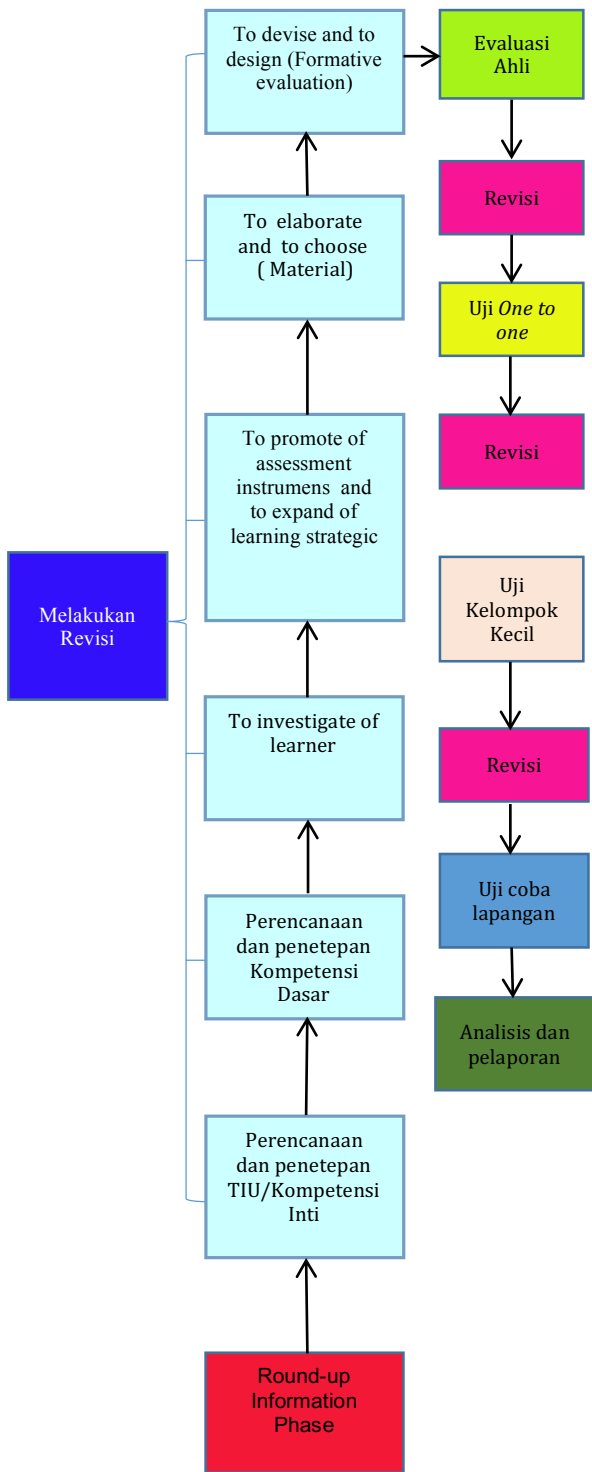 To devise and to
design (Formative
evaluation)
Evaluasi
Ahli
Revisi
To elaborate
and to choose
( Material)
Uji One to
one
Revisi
To promote of
assessment
instrumens and
to expand of
learning strategic
Melakukan
Revisi
Uji
Kelompok
Kecil
To investigate of
learner
Revisi
Uji coba
lapangan
Perencanaan
dan penetepan
Kompetensi
Dasar
Analisis dan
pelaporan
Perencanaan
dan penetepan
TIU/Kompetensi
Inti
Round-up
Information
Phase